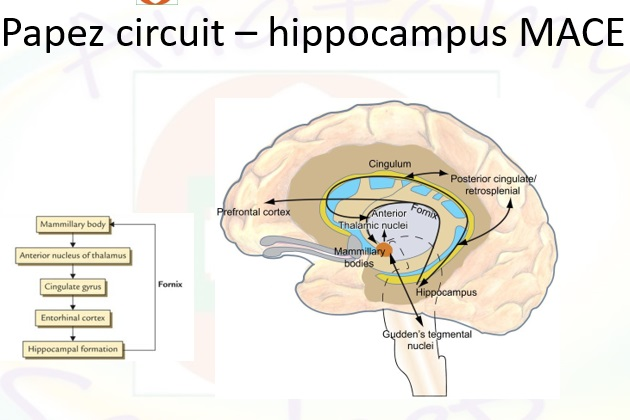 Papez circuit – hippocampus MACE
Cingulum
Posterior cingulate/
retrosplenial
Prefrontal cortex
Anterior
Thalamic nuclei
Fornix
Mammillary
bodies
Hippocampus
Gudden's tegmental
nuclei
Mammillary body
Anterior nucleus of thalamus
Cingulate gyrus
Entorhinal cortex
Hippocampal formation
Fornix